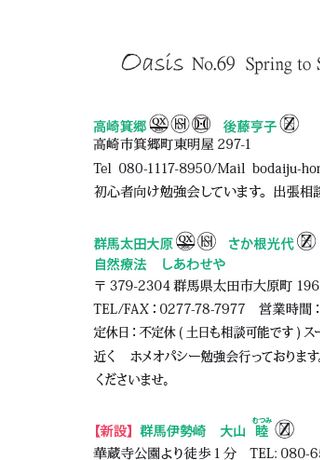 Oasis No.69 Spring to S
高崎箕郷 後藤亨子
高崎市箕郷町東明屋 297-1
Tel 080-1117-8950/Mail bodaiju-hom
初心者向け勉強会しています。出張相談
群馬太田大原 さか根光代
自然療法 しあわせや
〒 379-2304 群馬県太田市大原町 196
TEL/FAX：0277-78-7977 営業時間：
定休日：不定休 ( 土日も相談可能です ) スー
近く ホメオパシー勉強会行っております。
くださいませ。
【新設】 群馬伊勢崎 大山 睦 むつみ
華蔵寺公園より徒歩 1 分 TEL: 080-65